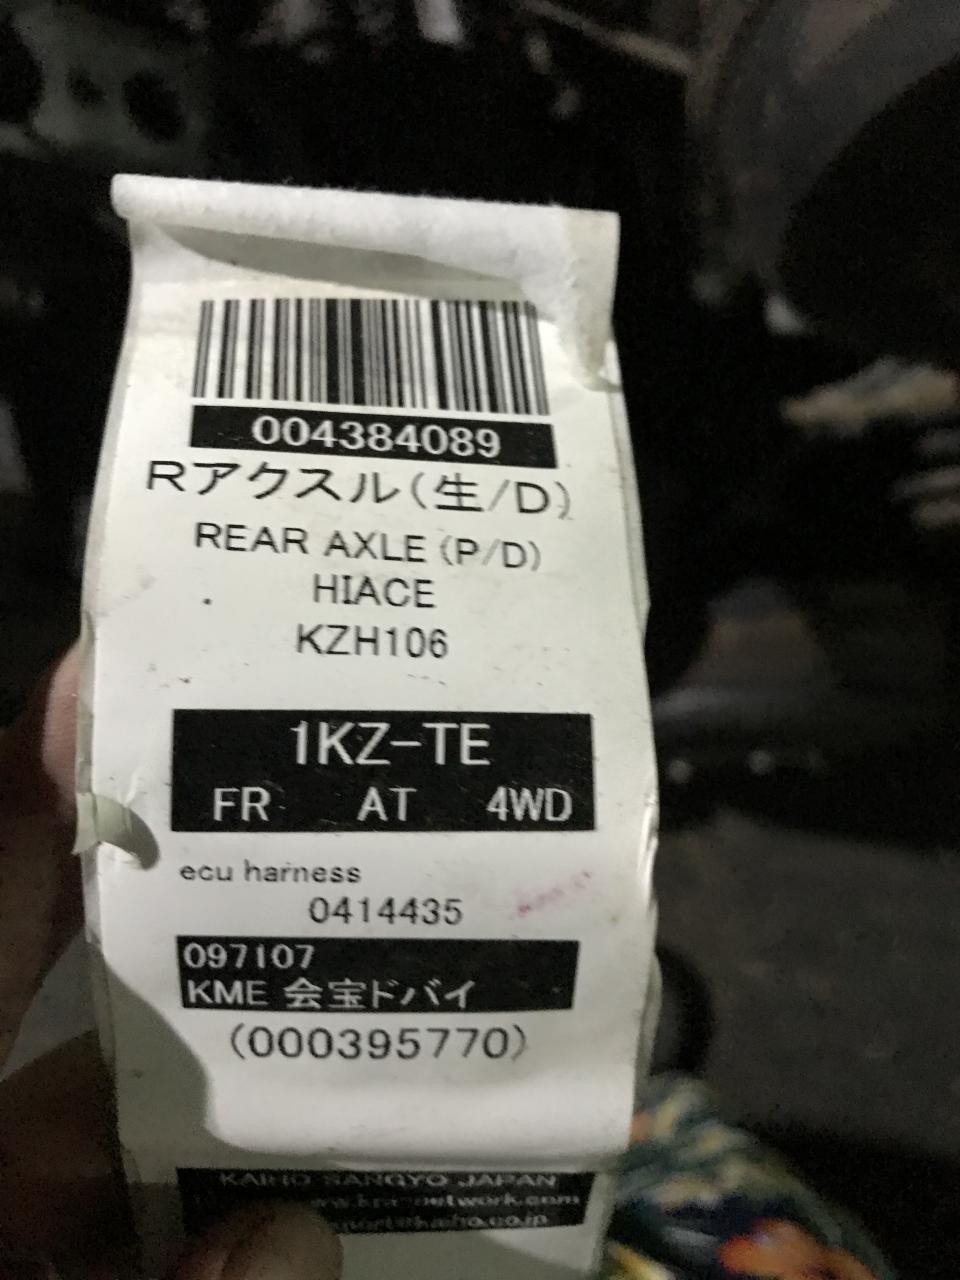 004384089
Rアクスル(生/D)
REAR AXLE (P/D)
HIACE
KZH106
1KZ-TE
FR AT 4WD
ecu harness
0414435
097107
KME 会宝ドバイ
(000395770)
KAIHO SANGYO JAPAN